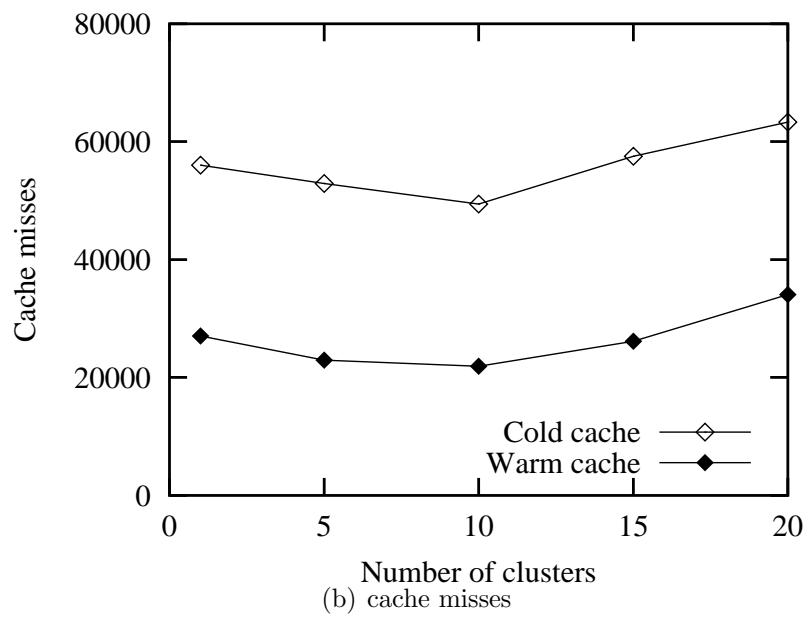 80000
60000
40000
20000
0
Cache misses
Cold cache
Warm cache
0 5 10 15 20
Number of clusters
(b) cache misses